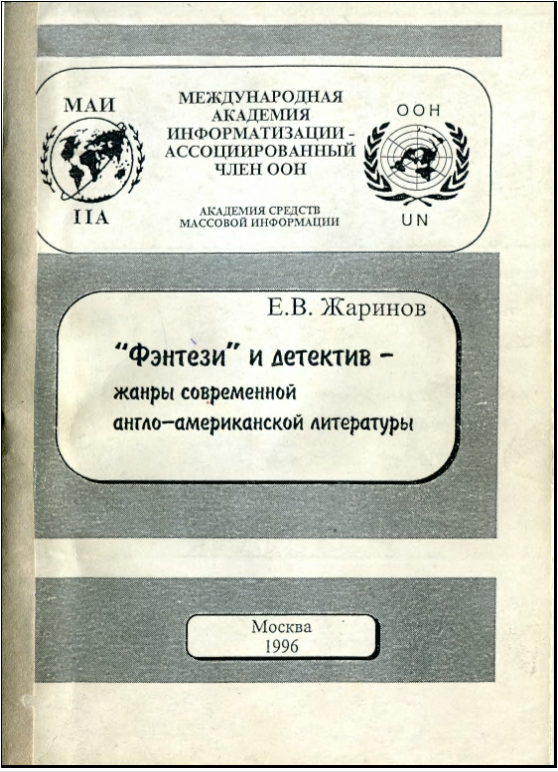 МАИ
МЕЖДУНАРОДНАЯ
АКАДЕМИЯ
ИНФОРМАТИЗАЦИИ -
АССОЦИИРОВАННЫЙ
ЧЛЕН ООН
ООН
IIA
АКАДЕМИЯ СРЕДСТВ
МАССОВОЙ ИНФОРМАЦИИ
UN
Е.В. Жаринов
“Фэнтези” и детектив –
жанры современной
англо–американской литературы
Москва
1996